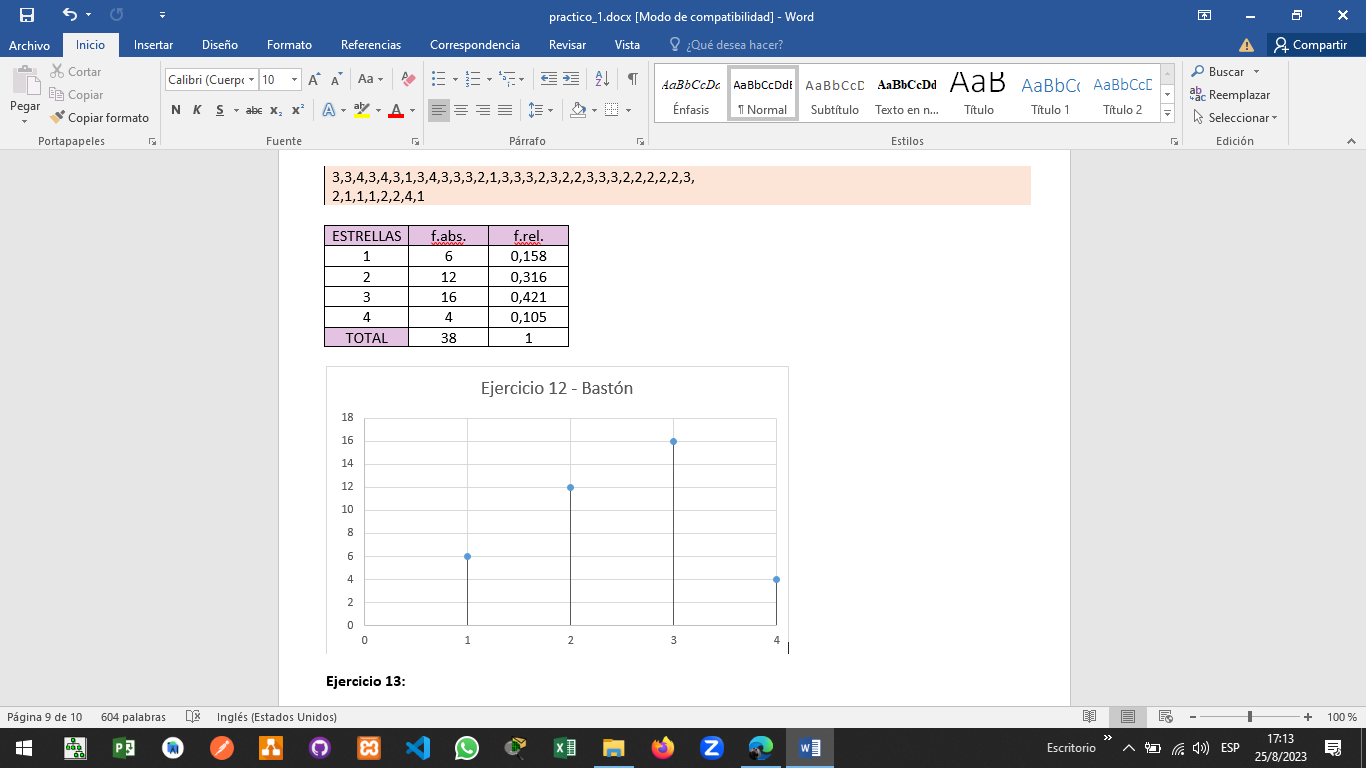 practico_1.docx [Modo de compatibilidad] - Word
Archivo Inicio Insertar Diseño Formato Referencias Correspondencia Revisar Vista ¿Qué desea hacer? Compartir
Pegar
Cortar
Copiar
Copiar formato
Portapapeles
Calibri (Cuerpo 10
N K S abc x₂ x²
Fuente
Párrafo
AaBbCcDc AaBbCcDdE AaBbCcD AaBbCcDd AaB AaBbCc AaBbCcD
Énfasis ¶ Normal Subtítulo Texto en n... Título Título 1 Título 2
Estilos
Buscar
Reemplazar
Seleccionar
Edición
3,3,4,3,4,3,1,3,4,3,3,3,2,1,3,3,3,2,3,2,2,3,3,3,2,2,2,2,2,3,
2,1,1,1,2,2,4,1
ESTRELLAS f.abs. f.rel.
1 6 0,158
2 12 0,316
3 16 0,421
4 4 0,105
TOTAL 38 1
Ejercicio 12 - Bastón
18
16
14
12
10
8
6
4
2
0
0 1 2 3 4
Ejercicio 13:
Página 9 de 10 604 palabras Inglés (Estados Unidos) 100 %
Escritorio ESP 17:13
25/8/2023